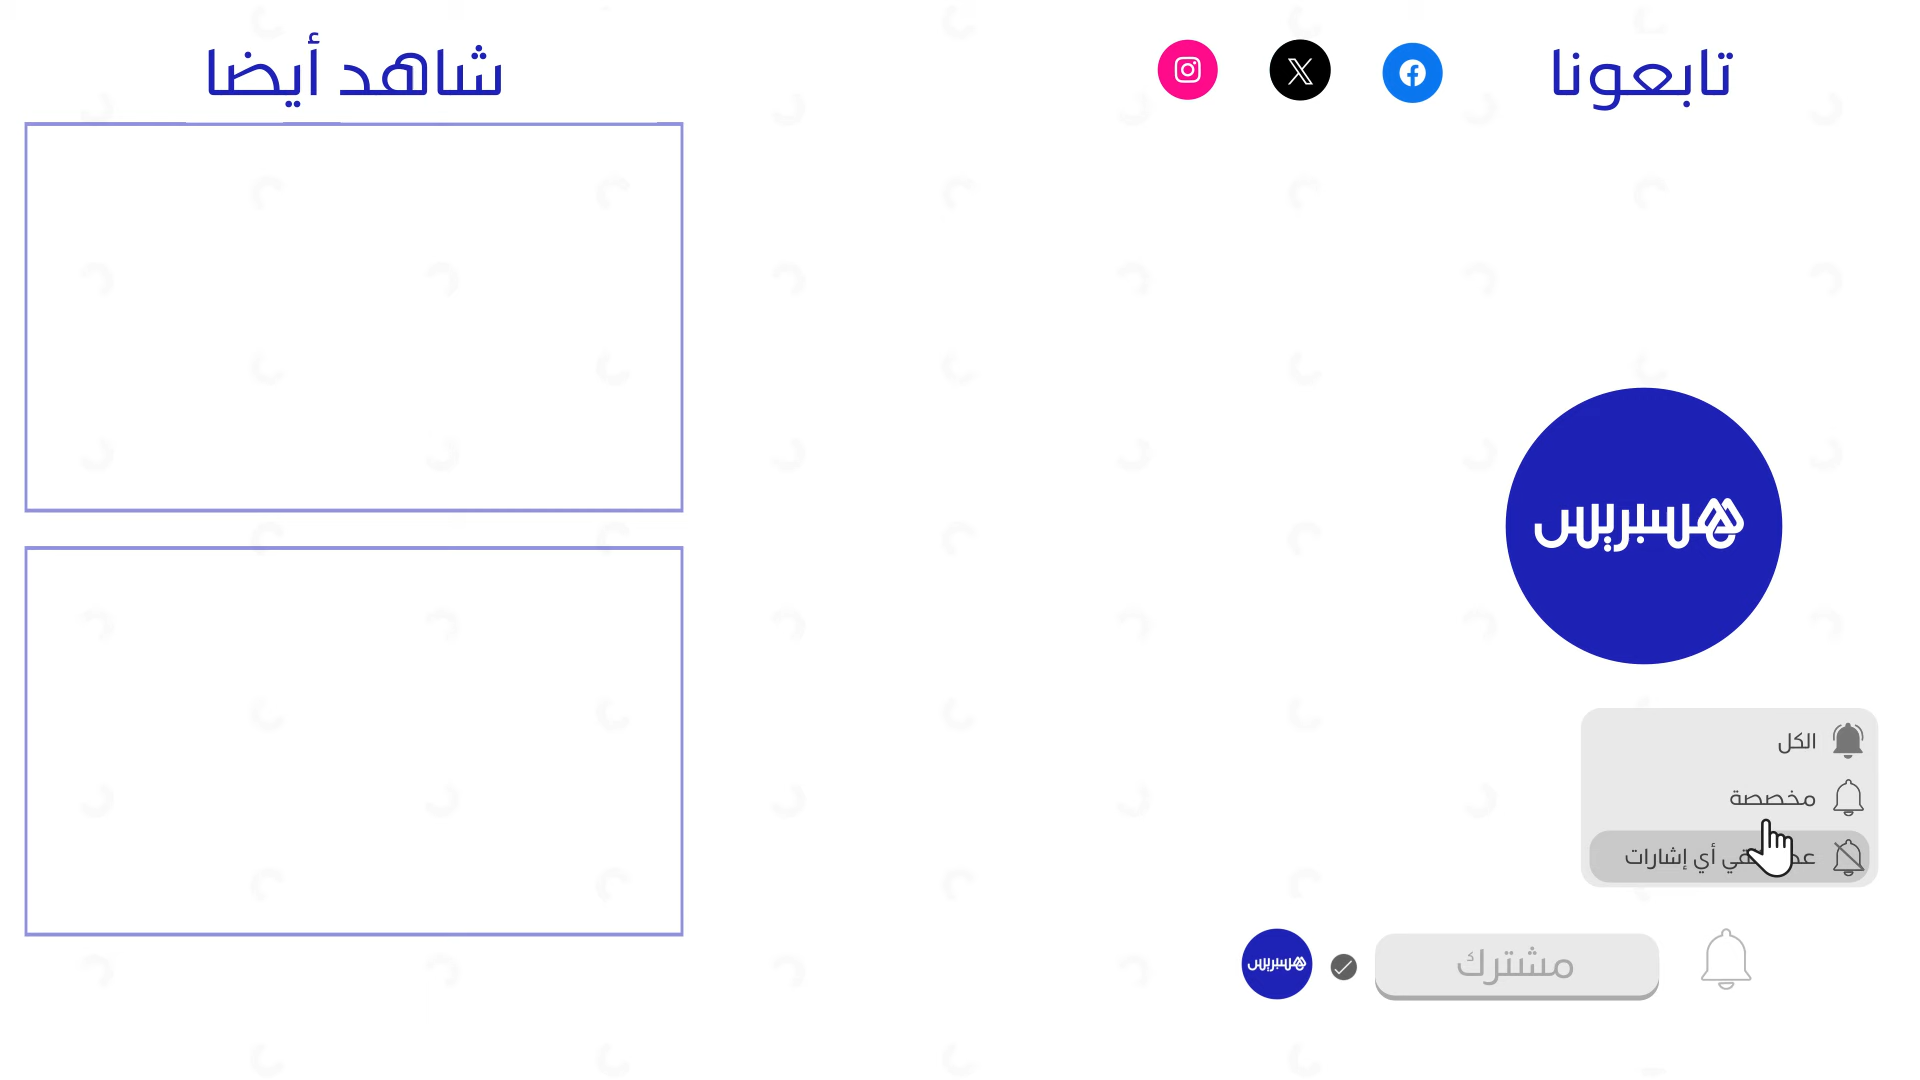 تابعونا
شاهد أيضا
هسبريس
الكل
مخصصة
أي إشارات
مشترك
هسبريس